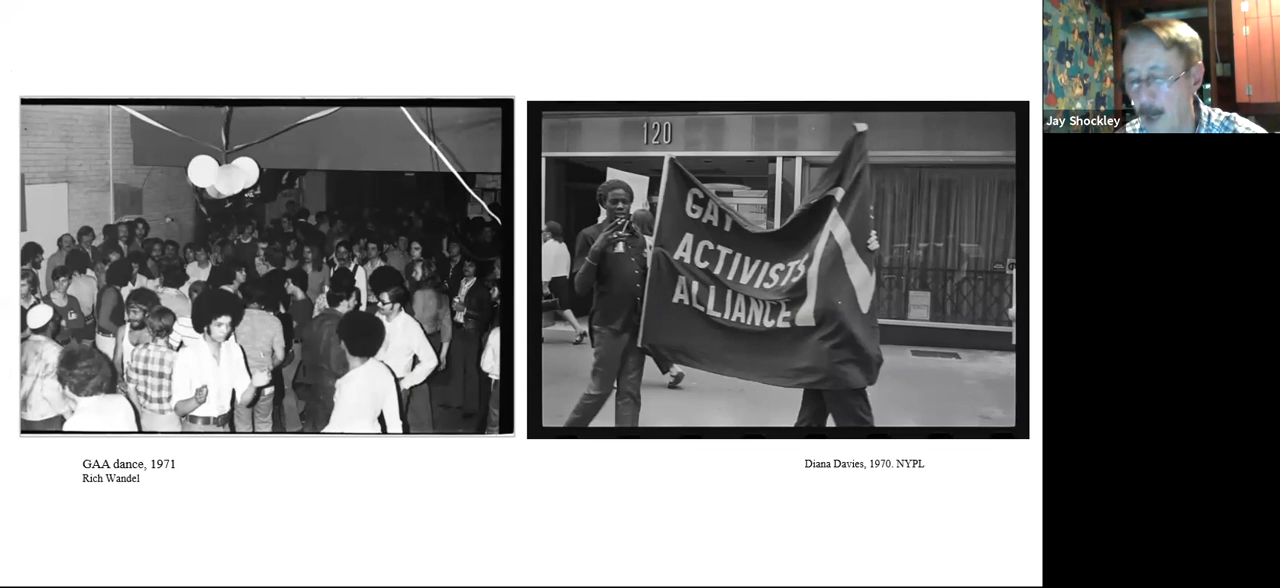 120
GAY
ACTIVISTS
ALLIANCE
Jay Shockley
GAA dance, 1971
Rich Wandel
Diana Davies, 1970. NYPL